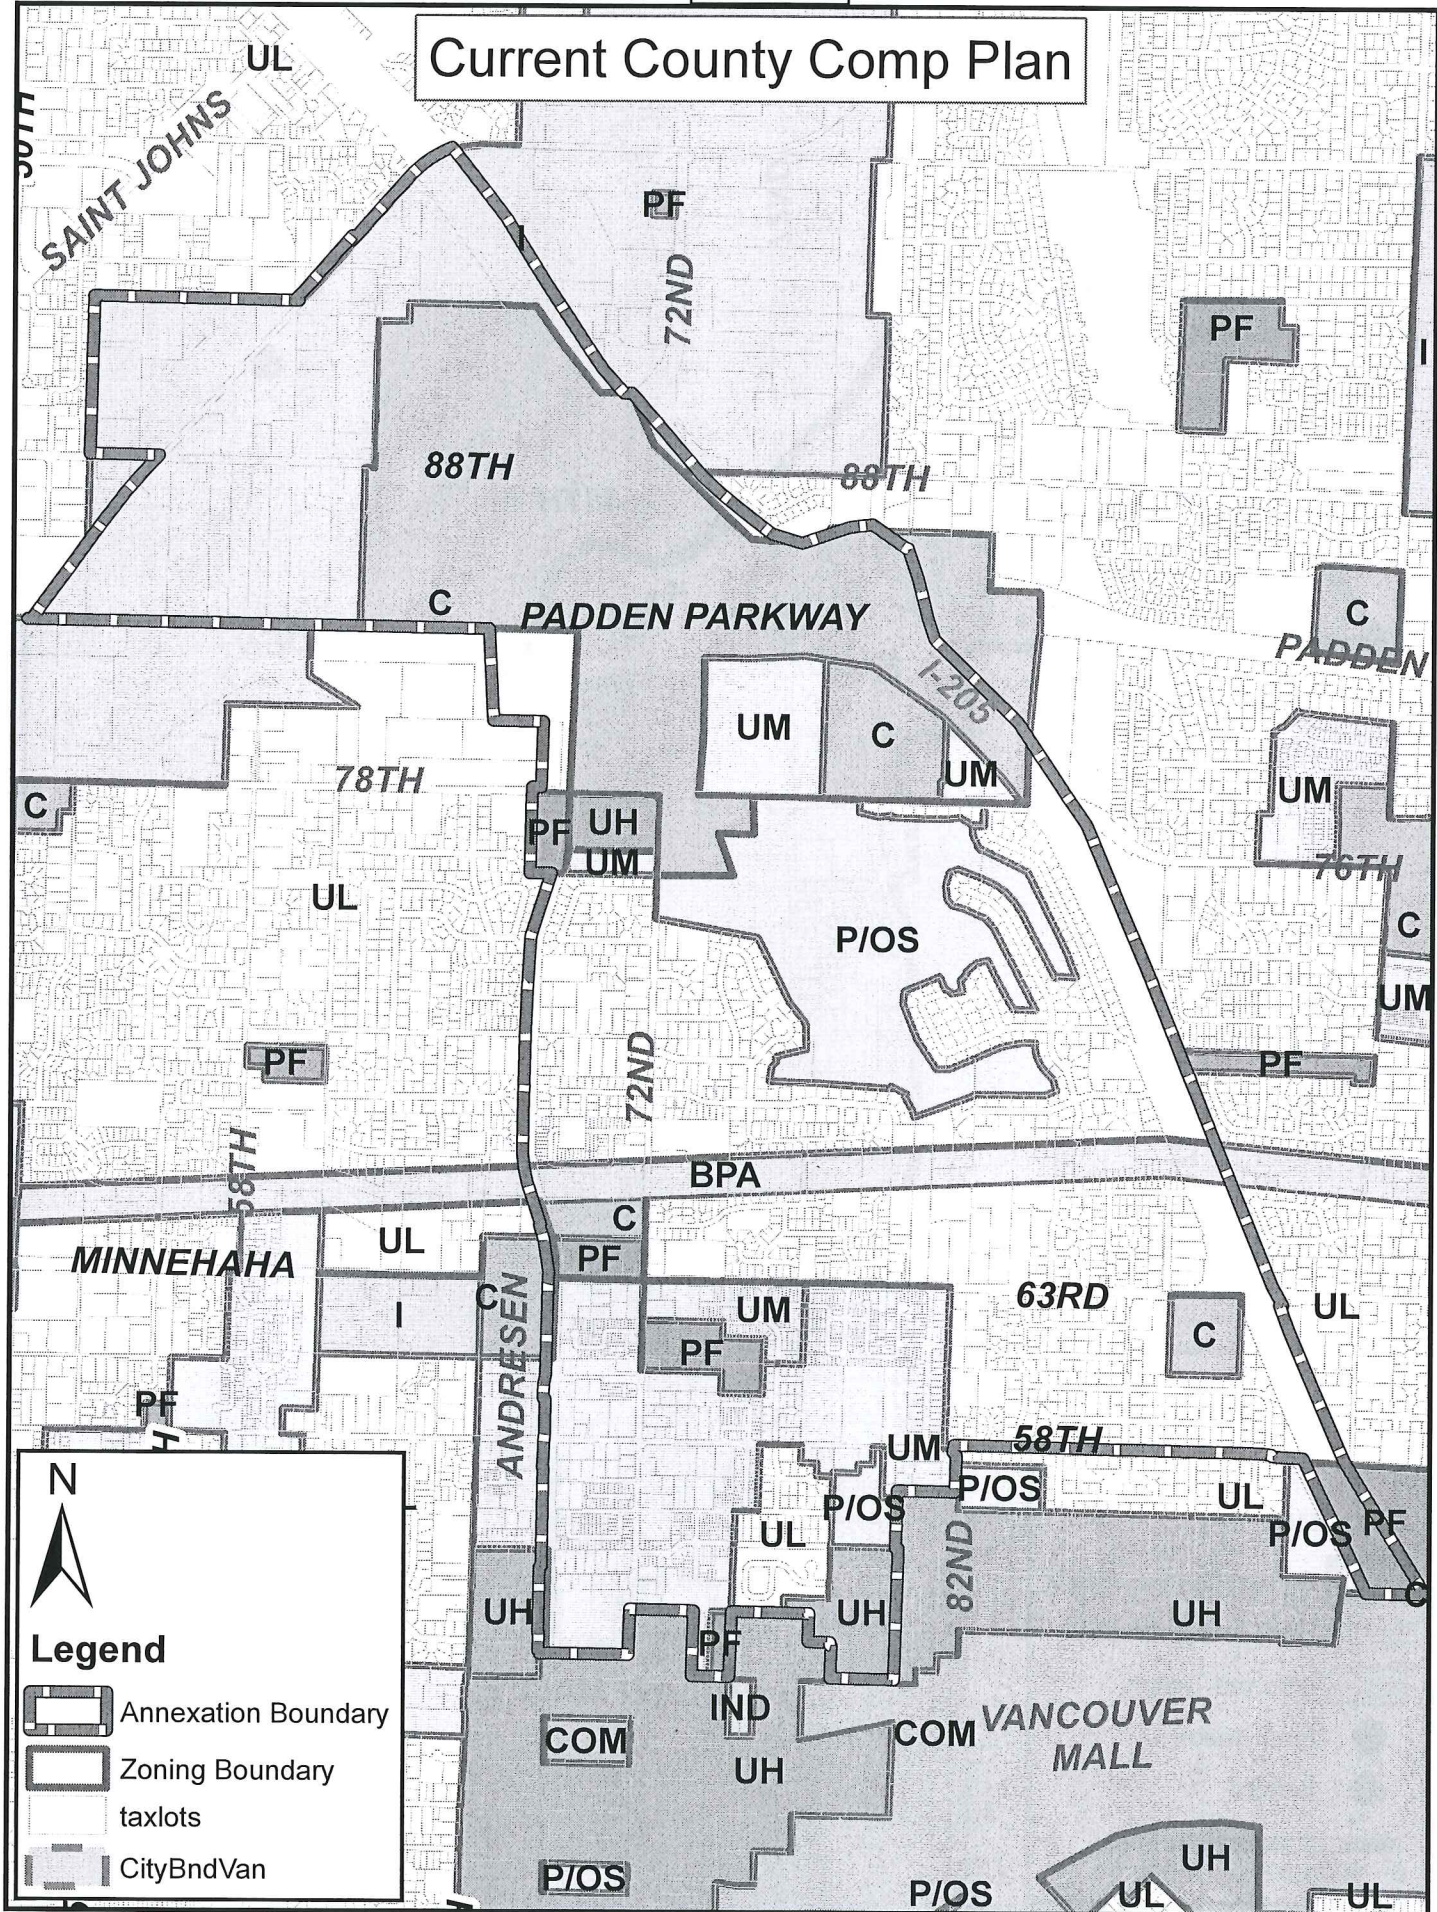 Current County Comp Plan
UL
SAINT JOHNS
PF
I
72ND
PF
I
88TH
88TH
C
PADDEN PARKWAY
C
PADDEN
I-205
UM
C
UM
UM
78TH
C
PF
UH
UM
76TH
UL
C
P/OS
UM
72ND
PF
PF
58TH
BPA
C
UL
MINNEHAHA
PF
C
ANDRESEN
I
UM
63RD
UL
C
PF
PF
UM
58TH
P/OS
P/OS
UL
UL
P/OS
PF
82ND
C
UH
UH
UH
PF
IND
COM
COM
VANCOUVER
MALL
UH
UH
P/OS
P/OS
UL
UL
N
Legend
Annexation Boundary
Zoning Boundary
taxlots
CityBndVan